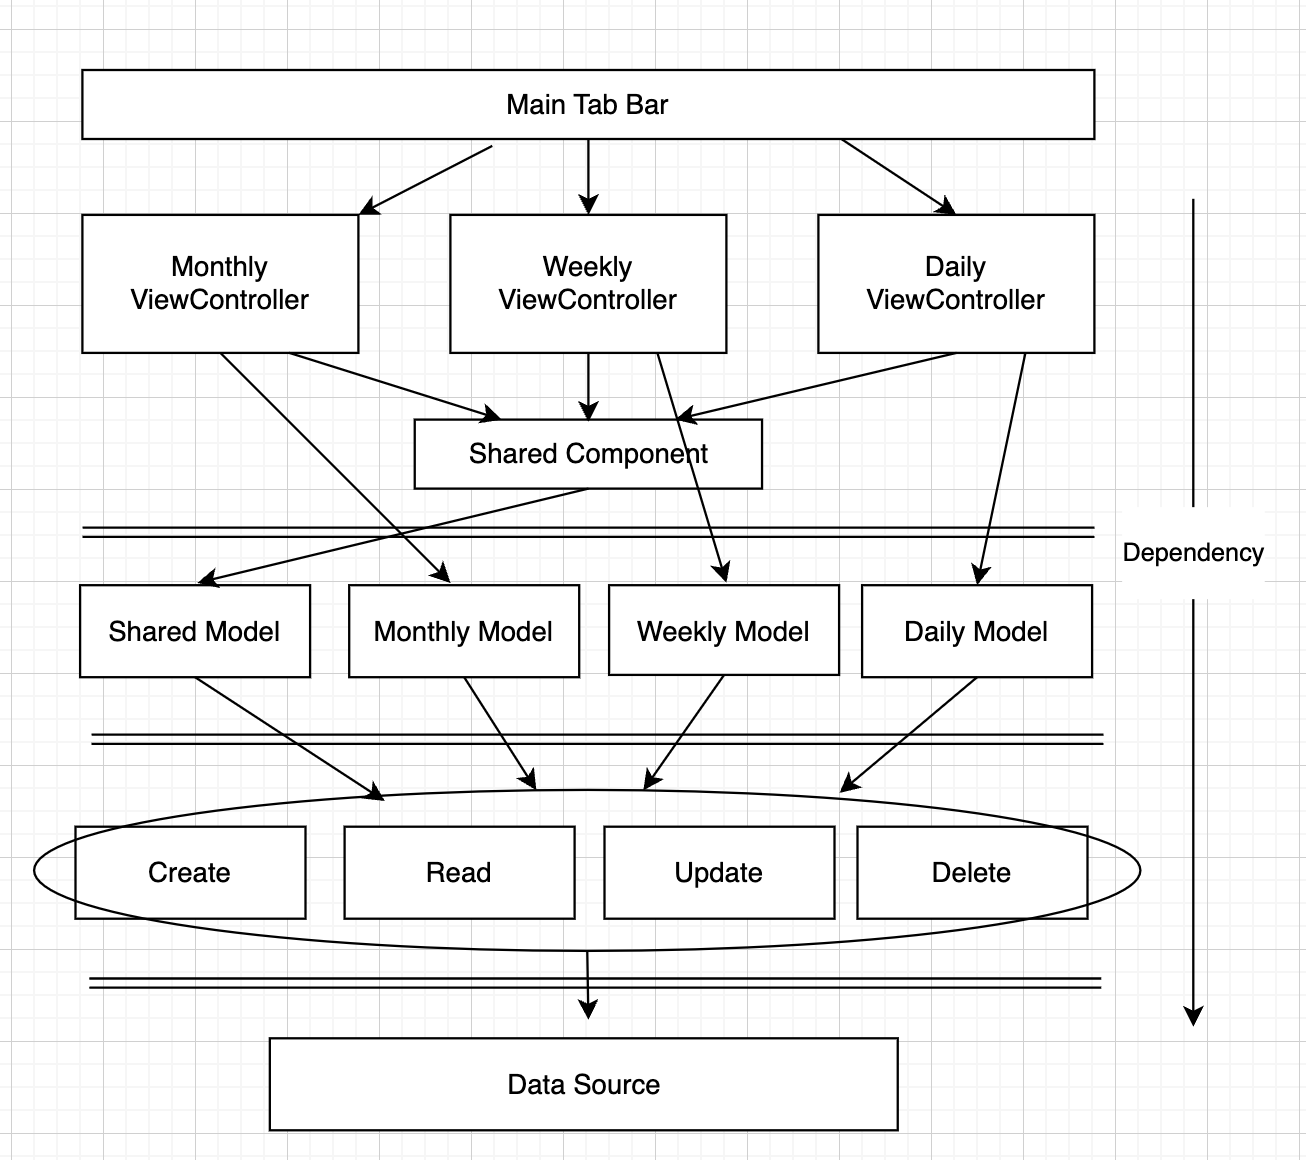 Main Tab Bar
Monthly
ViewController
Weekly
ViewController
Daily
ViewController
Shared Component
Dependency
Shared Model
Monthly Model
Weekly Model
Daily Model
Create
Read
Update
Delete
Data Source